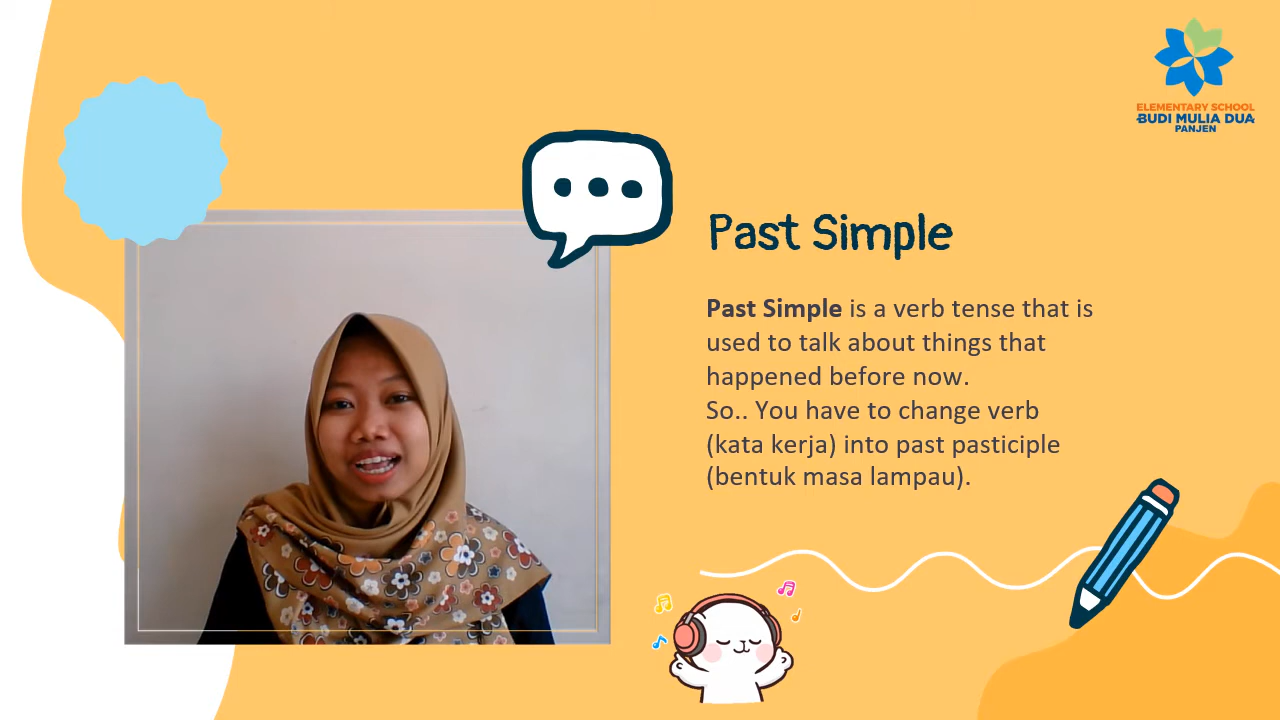 ELEMENTARY SCHOOL
BUDI MULIA DUA
PANJEN
Past Simple
Past Simple is a verb tense that is
used to talk about things that
happened before now.
So.. You have to change verb
(kata kerja) into past pasticiple
(bentuk masa lampau).